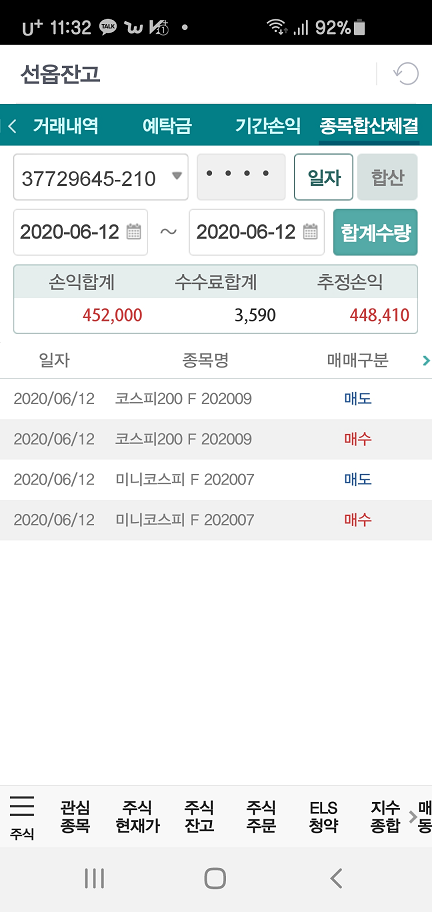 U+ 11:32 TALK 92%
선옵잔고
거래내역 예탁금 기간손익 종목합산체결
37729645-210 • • • • 일자 합산
2020-06-12 ~ 2020-06-12 합계수량
손익합계 수수료합계 추정손익
452,000 3,590 448,410
일자 종목명 매매구분
2020/06/12 코스피200 F 202009 매도
2020/06/12 코스피200 F 202009 매수
2020/06/12 미니코스피 F 202007 매도
2020/06/12 미니코스피 F 202007 매수
관심 주식 주식 주식 ELS 지수 매
주식 종목 현재가 잔고 주문 청약 종합 동